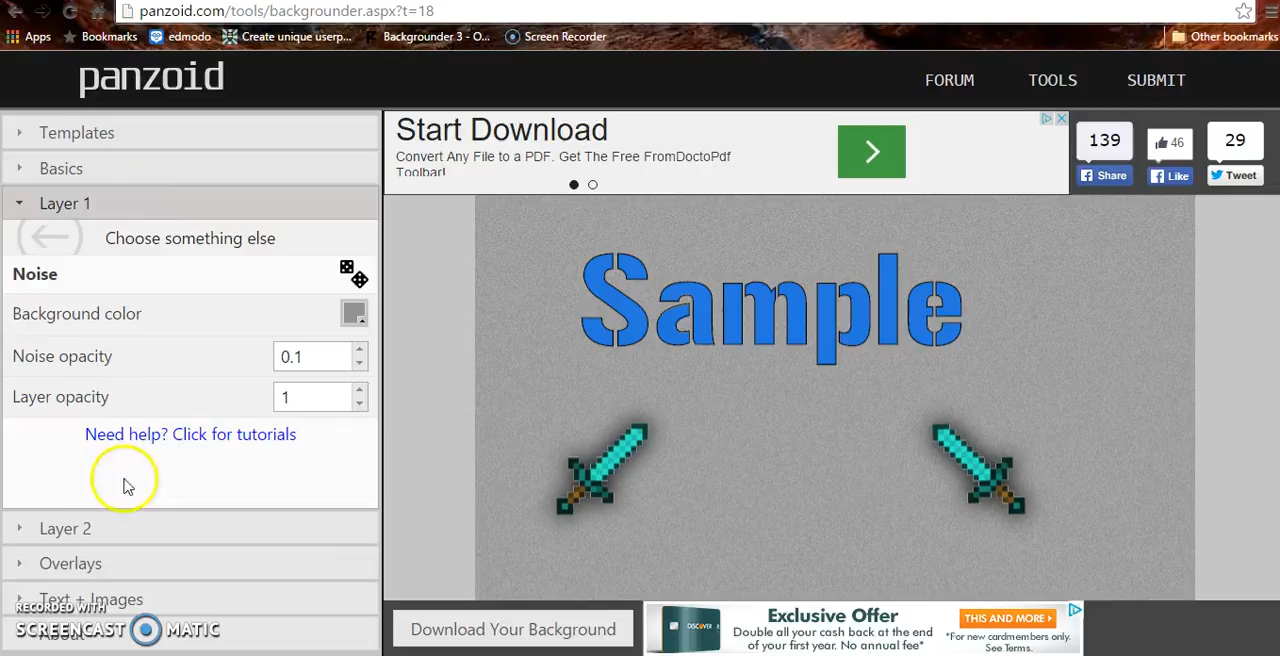 panzoid.com/tools/backgrounder.aspx?t=18
Apps Bookmarks edmodo Create unique userp... Backgrounder 3 - O... Screen Recorder Other bookmarks
panzoid FORUM TOOLS SUBMIT
Templates
Basics
Layer 1
Choose something else
Noise
Background color
Noise opacity 0.1
Layer opacity 1
Need help? Click for tutorials
Layer 2
Overlays
Text + Images
RECORDED WITH
SCREENCAST MATIC
Start Download
Convert Any File to a PDF. Get The Free FromDoctoPdf
Toolbar!
139 46 29
Share Like Tweet
Sample
Download Your Background
DISCOVER
Exclusive Offer
Double all your cash back at the end
of your first year. No annual fee*
THIS AND MORE
*For new cardmembers only.
See Terms.